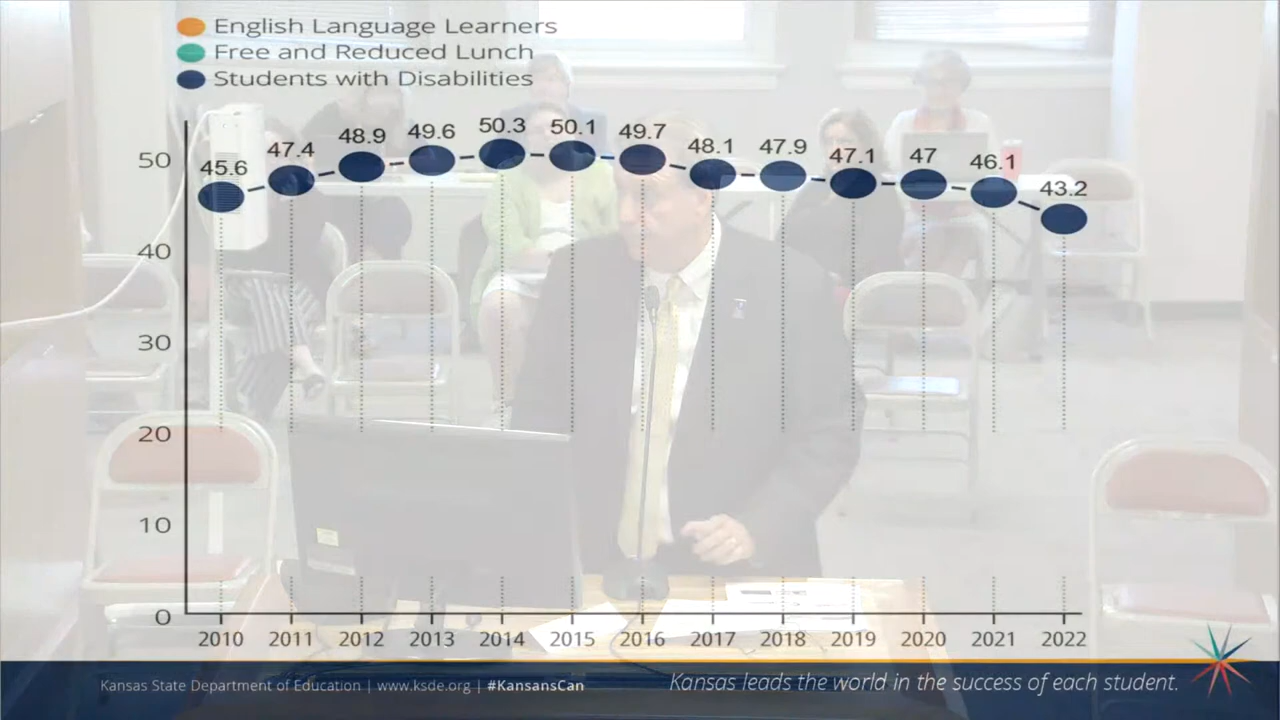 English Language Learners
Free and Reduced Lunch
Students with Disabilities
45.6 47.4 48.9 49.6 50.3 50.1 49.7 48.1 47.9 47.1 47 46.1 43.2
50
40
30
20
10
0
2010 2011 2012 2013 2014 2015 2016 2017 2018 2019 2020 2021 2022
Kansas State Department of Education | www.ksde.org | #KansansCan
Kansas leads the world in the success of each student.